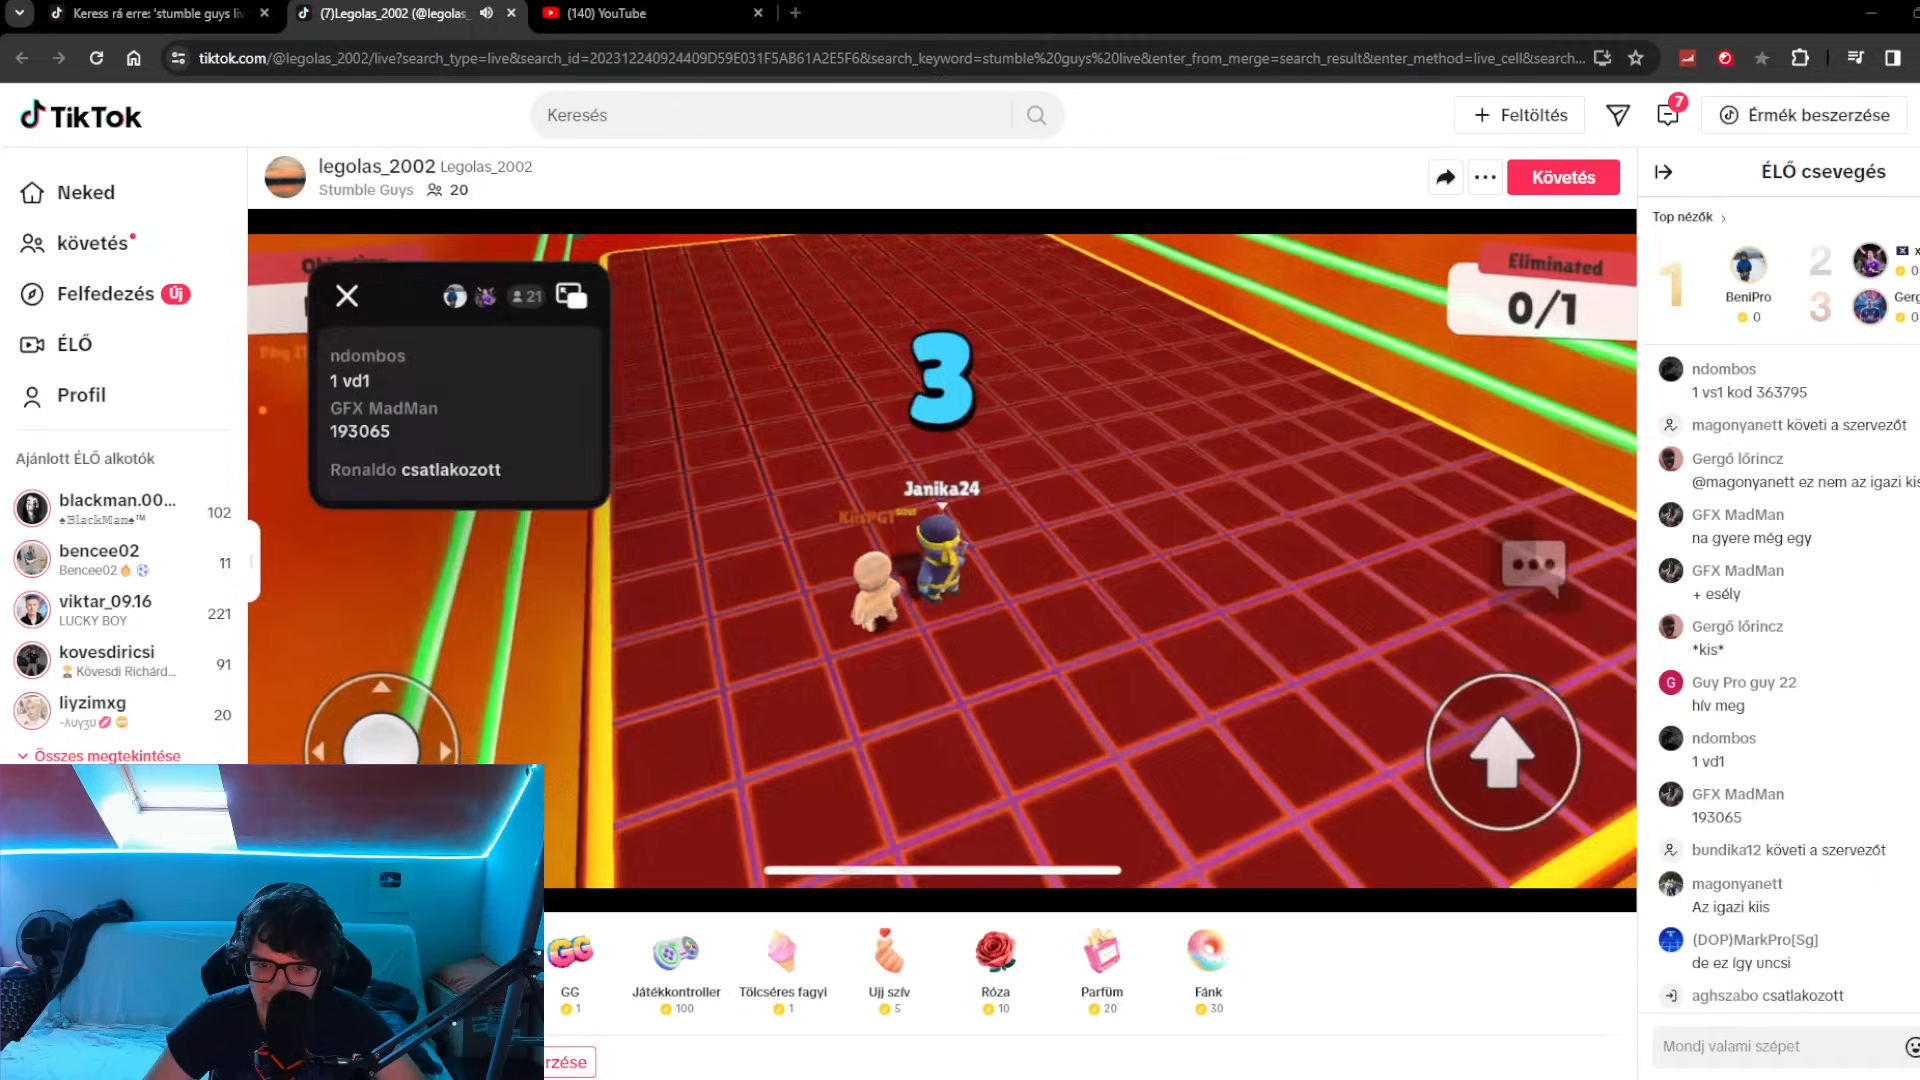 Keress rá erre: 'stumble guys liv
(7)Legolas_2002 (@legolas_
(140) YouTube
tiktok.com/@legolas_2002/live?search_type=live&search_id=202312240924409D59E031F5AB61A2E5F6&search_keyword=stumble%20guys%20live&enter_from_merge=search_result&enter_method=live_cell&search...
TikTok
Keresés
Feltöltés
7
Érmék beszerzése
Neked
követés
Felfedezés Új
ÉLŐ
Profil
Ajánlott ÉLŐ alkotók
blackman.00... 102
♠BlackMan♠™
bencee02 11
Bencee02
viktar_09.16 221
LUCKY BOY
kovesdiricsi 91
Kövesdi Richárd...
liyzimxg 20
Összes megtekintése
legolas_2002 Legolas_2002
Stumble Guys 20
Követés
21
ndombos
1 vd1
GFX MadMan
193065
Ronaldo csatlakozott
Eliminated
0/1
3
Janika24
KiisPGT
GG
1
Játékkontroller
100
Tölcséres fagyi
1
Ujj szív
5
Róza
10
Parfüm
20
Fánk
30
rzése
ÉLŐ csevegés
Top nézők
1
BeniPro
0
2
x
0
3
Gerg
0
ndombos
1 vs1 kod 363795
magonyanett követi a szervezőt
Gergő lőrincz
@magonyanett ez nem az igazi kis
GFX MadMan
na gyere még egy
GFX MadMan
+ esély
Gergő lőrincz
*kis*
G
Guy Pro guy 22
hív meg
ndombos
1 vd1
GFX MadMan
193065
bundika12 követi a szervezőt
magonyanett
Az igazi kiis
(DOP)MarkPro[Sg]
de ez így uncsi
aghszabo csatlakozott
Mondj valami szépet